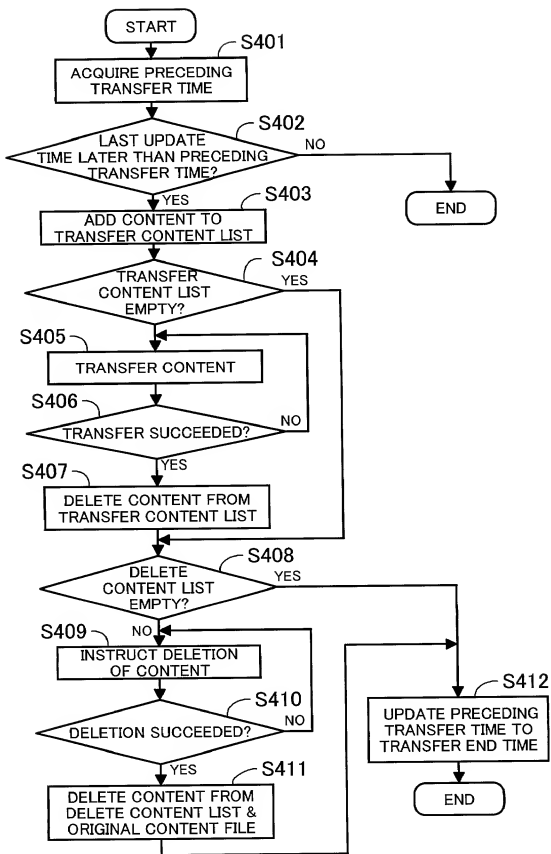 START
S401
ACQUIRE PRECEDING
TRANSFER TIME
S402
LAST UPDATE
TIME LATER THAN PRECEDING
TRANSFER TIME?
NO
END
YES
S403
ADD CONTENT TO
TRANSFER CONTENT LIST
S404
TRANSFER
CONTENT LIST
EMPTY?
YES
S405
TRANSFER CONTENT
S406
TRANSFER SUCCEEDED?
NO
YES
S407
DELETE CONTENT FROM
TRANSFER CONTENT LIST
S408
DELETE
CONTENT LIST
EMPTY?
YES
NO
S409
INSTRUCT DELETION
OF CONTENT
S410
DELETION SUCCEEDED?
NO
YES
S411
DELETE CONTENT FROM
DELETE CONTENT LIST &
ORIGINAL CONTENT FILE
S412
UPDATE PRECEDING
TRANSFER TIME TO
TRANSFER END TIME
END